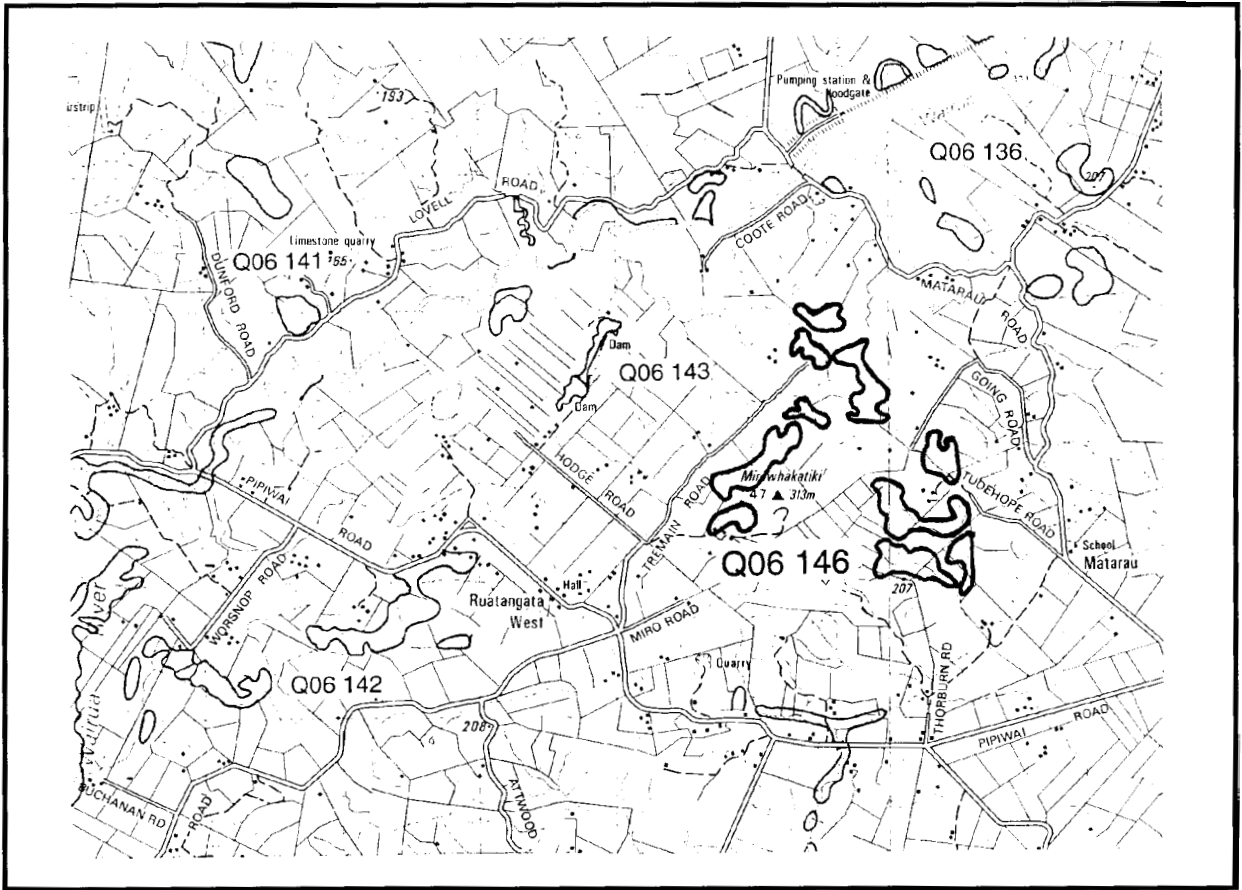 Pumping station &
floodgate
193
Q06 136
207
ROAD
LOVELL
COOTE ROAD
Limestone quarry
Q06 141
DUNFORD ROAD
MATARAU
ROAD
Dam
Q06 143
Dam
GOING ROAD
HODGE ROAD
TREMAN ROAD
47 ▲ 313m
TUDEHOPE ROAD
PIPIWAI
ROAD
School
Matarau
Q06 146
207
WORSNOP ROAD
Hall
Ruatangata
West
MIRO ROAD
River
Wairua
Quarry
Q06 142
THORBURN RD
208
PIPIWAI ROAD
BUCHANAN RD
ROAD
ATTWOOD